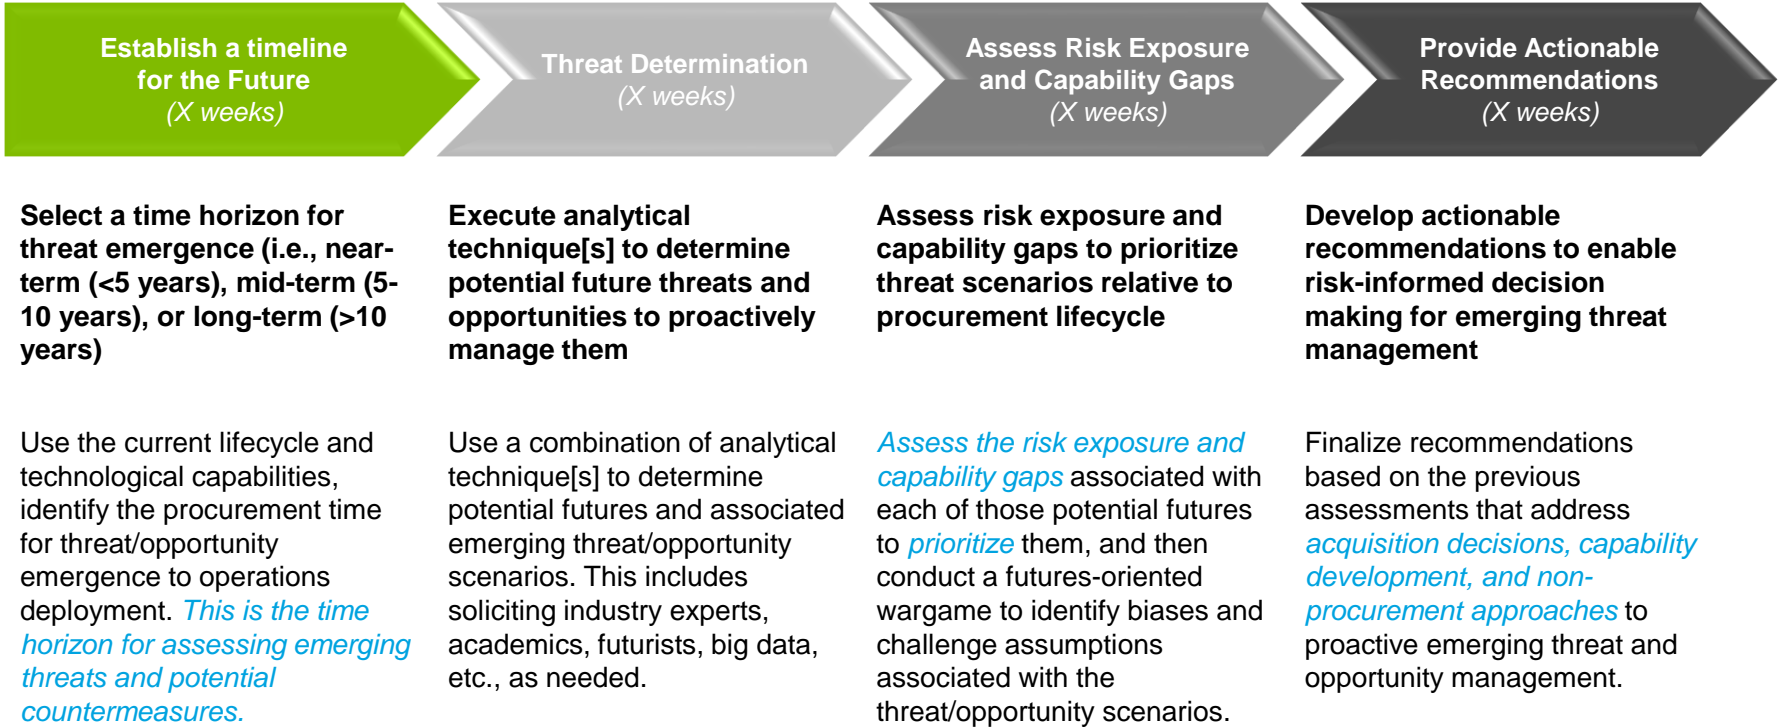 Establish a timeline
for the Future
(X weeks)
Threat Determination
(X weeks)
Assess Risk Exposure
and Capability Gaps
(X weeks)
Provide Actionable
Recommendations
(X weeks)
Select a time horizon for
threat emergence (i.e., near-
term (<5 years), mid-term (5-
10 years), or long-term (>10
years)
Execute analytical
technique[s] to determine
potential future threats and
opportunities to proactively
manage them
Assess risk exposure and
capability gaps to prioritize
threat scenarios relative to
procurement lifecycle
Develop actionable
recommendations to enable
risk-informed decision
making for emerging threat
management
Use the current lifecycle and
technological capabilities,
identify the procurement time
for threat/opportunity
emergence to operations
deployment. This is the time
horizon for assessing emerging
threats and potential
countermeasures.
Use a combination of analytical
technique[s] to determine
potential futures and associated
emerging threat/opportunity
scenarios. This includes
soliciting industry experts,
academics, futurists, big data,
etc., as needed.
Assess the risk exposure and
capability gaps associated with
each of those potential futures
to prioritize them, and then
conduct a futures-oriented
wargame to identify biases and
challenge assumptions
associated with the
threat/opportunity scenarios.
Finalize recommendations
based on the previous
assessments that address
acquisition decisions, capability
development, and non-
procurement approaches to
proactive emerging threat and
opportunity management.